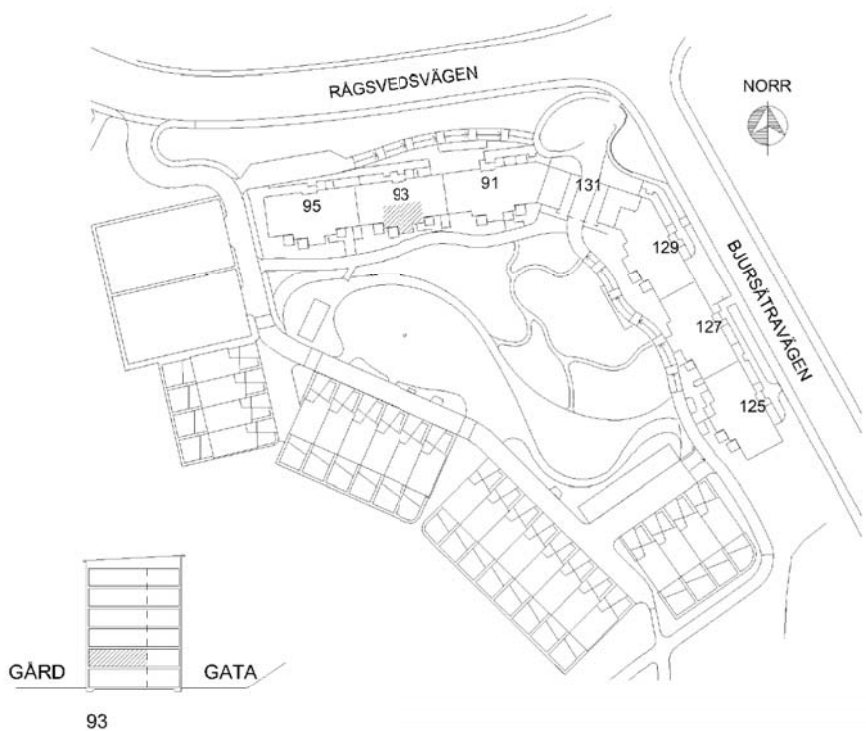 RÅGSVEDSVÄGEN
NORR
95
93
91
131
129
BJURSÄTRAVÄGEN
127
125
GÅRD
GATA
93